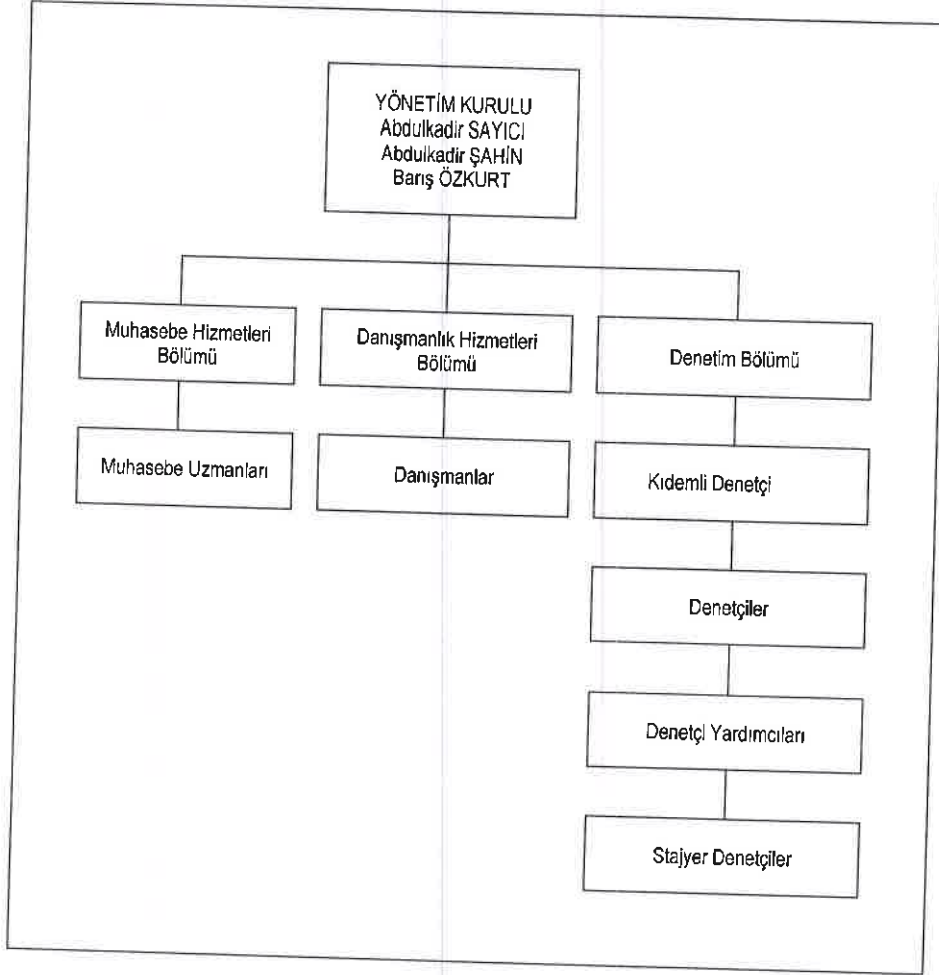 YÖNETİM KURULU
Abdulkadir SAYICI
Abdulkadir ŞAHİN
Barış ÖZKURT
Muhasebe Hizmetleri
Bölümü
Danışmanlık Hizmetleri
Bölümü
Denetim Bölümü
Muhasebe Uzmanları
Danışmanlar
Kıdemli Denetçi
Denetçiler
Denetçi Yardımcıları
Stajyer Denetçiler